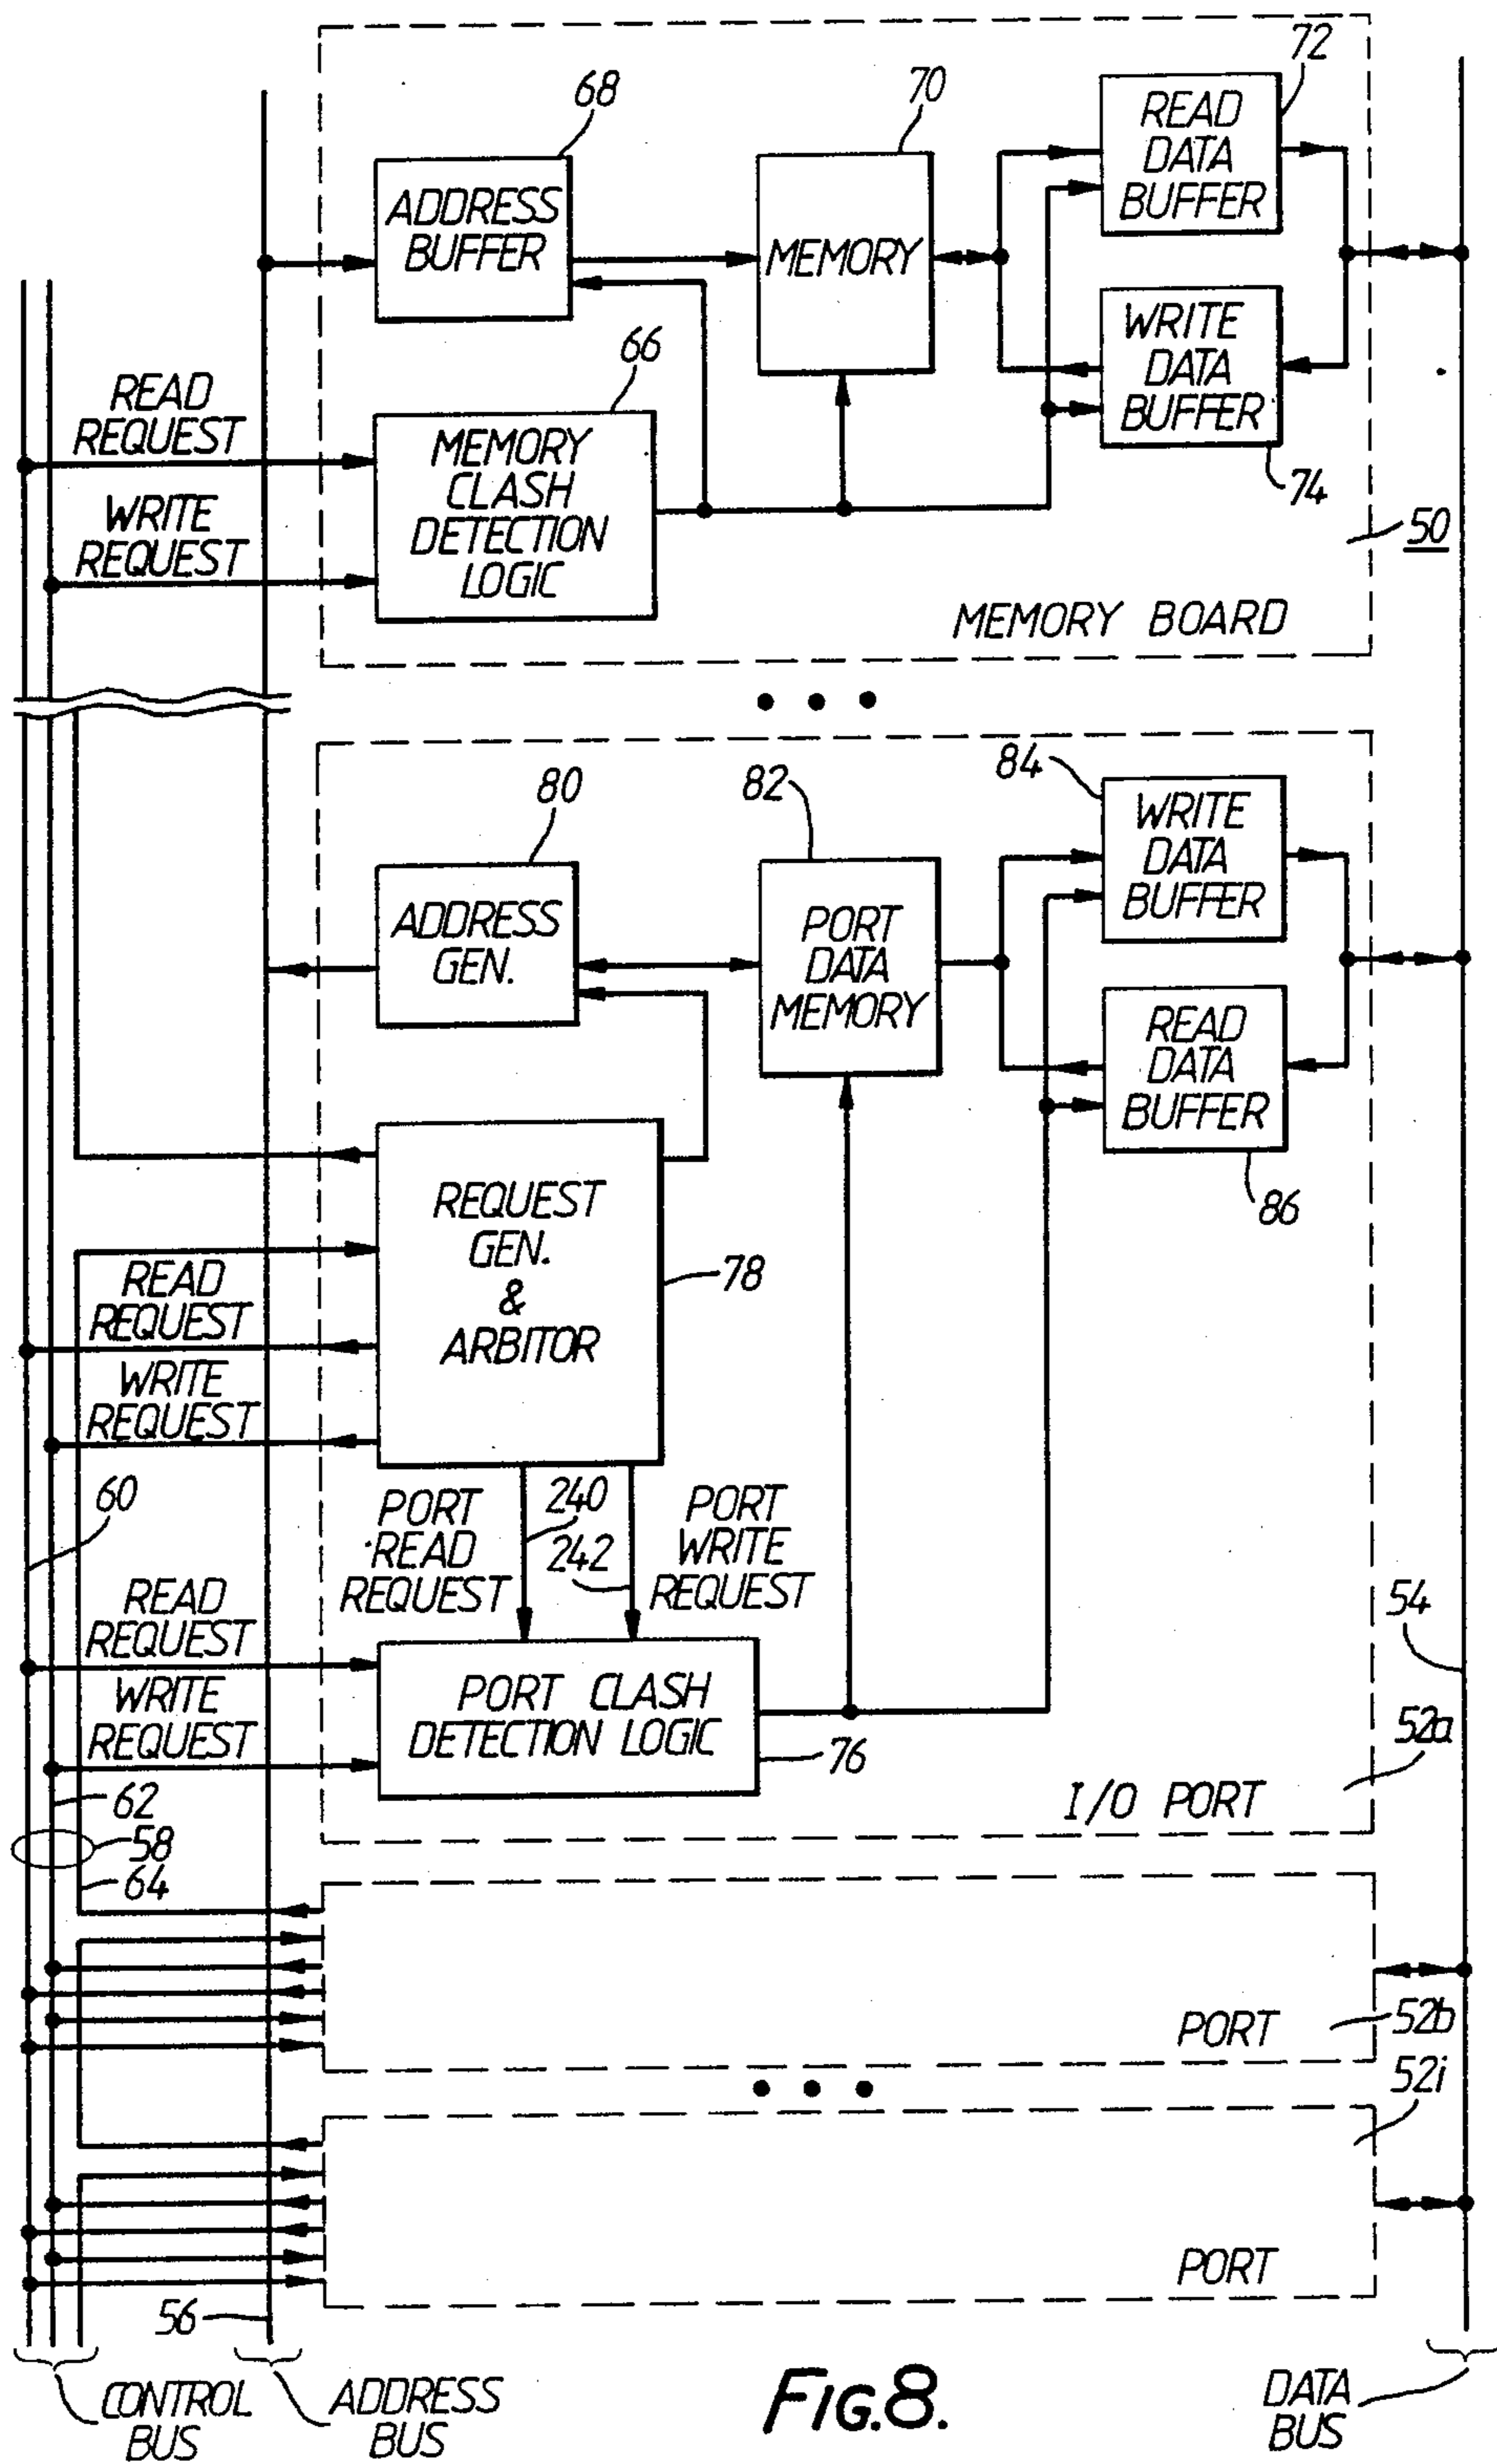 72
68
70
READ
DATA
BUFFER
ADDRESS
BUFFER
MEMORY
WRITE
DATA
BUFFER
66
READ
REQUEST
MEMORY
CLASH
DETECTION
LOGIC
74
WRITE
REQUEST
50
MEMORY BOARD
84
80
82
WRITE
DATA
BUFFER
ADDRESS
GEN.
PORT
DATA
MEMORY
READ
DATA
BUFFER
REQUEST
GEN.
&
ARBITOR
86
78
READ
REQUEST
WRITE
REQUEST
60
PORT
READ
REQUEST
240
242
PORT
WRITE
REQUEST
READ
REQUEST
54
WRITE
REQUEST
PORT CLASH
DETECTION LOGIC
76
52a
62
I/O PORT
58
64
PORT
52b
52i
PORT
56
CONTROL
BUS
ADDRESS
BUS
FIG.8.
DATA
BUS